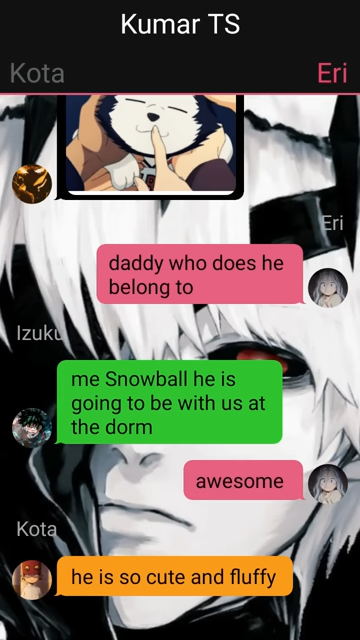 Kumar TS
Kota
Eri
Eri
daddy who does he
belong to
Izuku
me Snowball he is
going to be with us at
the dorm
awesome
Kota
he is so cute and fluffy